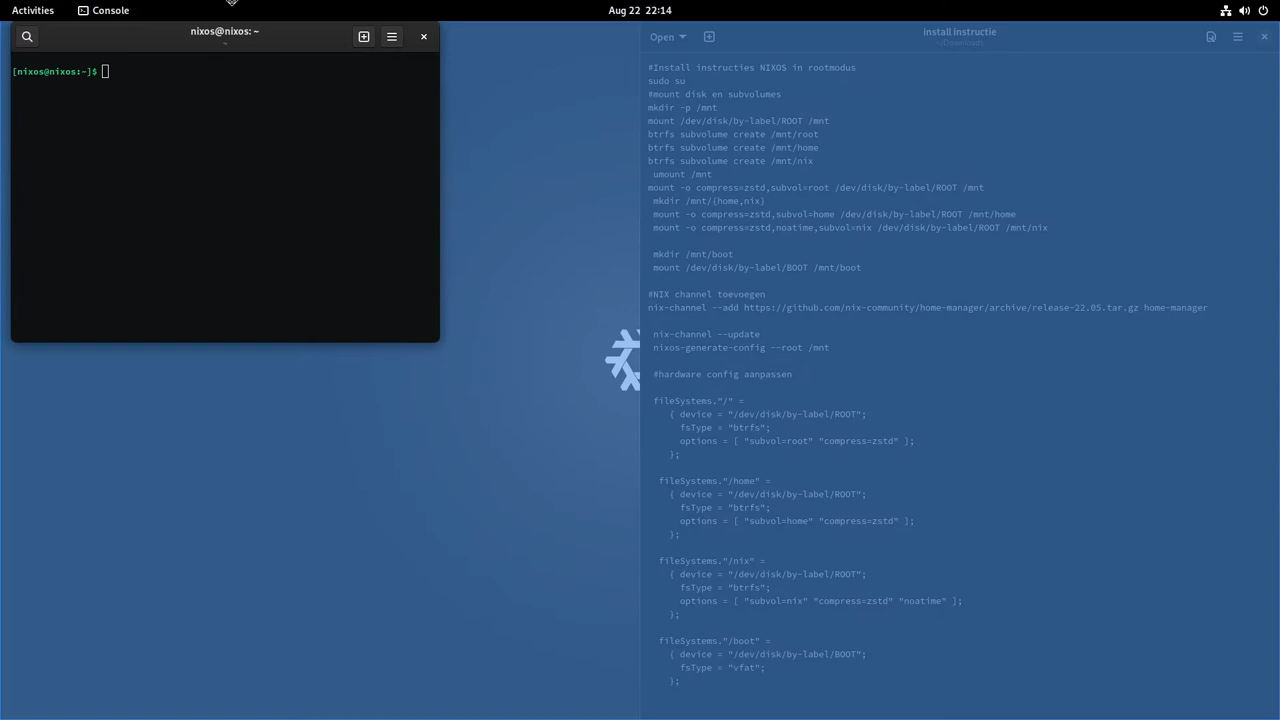 Activities
Console
Aug 22 22:14
nixos@nixos: ~
~
[nixos@nixos:~]$
Open
install instructie
~/Downloads
#Install instructies NIXOS in rootmodus
sudo su
#mount disk en subvolumes
mkdir -p /mnt
mount /dev/disk/by-label/ROOT /mnt
btrfs subvolume create /mnt/root
btrfs subvolume create /mnt/home
btrfs subvolume create /mnt/nix
umount /mnt
mount -o compress=zstd,subvol=root /dev/disk/by-label/ROOT /mnt
mkdir /mnt/{home,nix}
mount -o compress=zstd,subvol=home /dev/disk/by-label/ROOT /mnt/home
mount -o compress=zstd,noatime,subvol=nix /dev/disk/by-label/ROOT /mnt/nix
mkdir /mnt/boot
mount /dev/disk/by-label/BOOT /mnt/boot
#NIX channel toevoegen
nix-channel --add https://github.com/nix-community/home-manager/archive/release-22.05.tar.gz home-manager
nix-channel --update
nixos-generate-config --root /mnt
#hardware config aanpassen
fileSystems."/" =
{ device = "/dev/disk/by-label/ROOT";
fsType = "btrfs";
options = [ "subvol=root" "compress=zstd" ];
};
fileSystems."/home" =
{ device = "/dev/disk/by-label/ROOT";
fsType = "btrfs";
options = [ "subvol=home" "compress=zstd" ];
};
fileSystems."/nix" =
{ device = "/dev/disk/by-label/ROOT";
fsType = "btrfs";
options = [ "subvol=nix" "compress=zstd" "noatime" ];
};
fileSystems."/boot" =
{ device = "/dev/disk/by-label/BOOT";
fsType = "vfat";
};